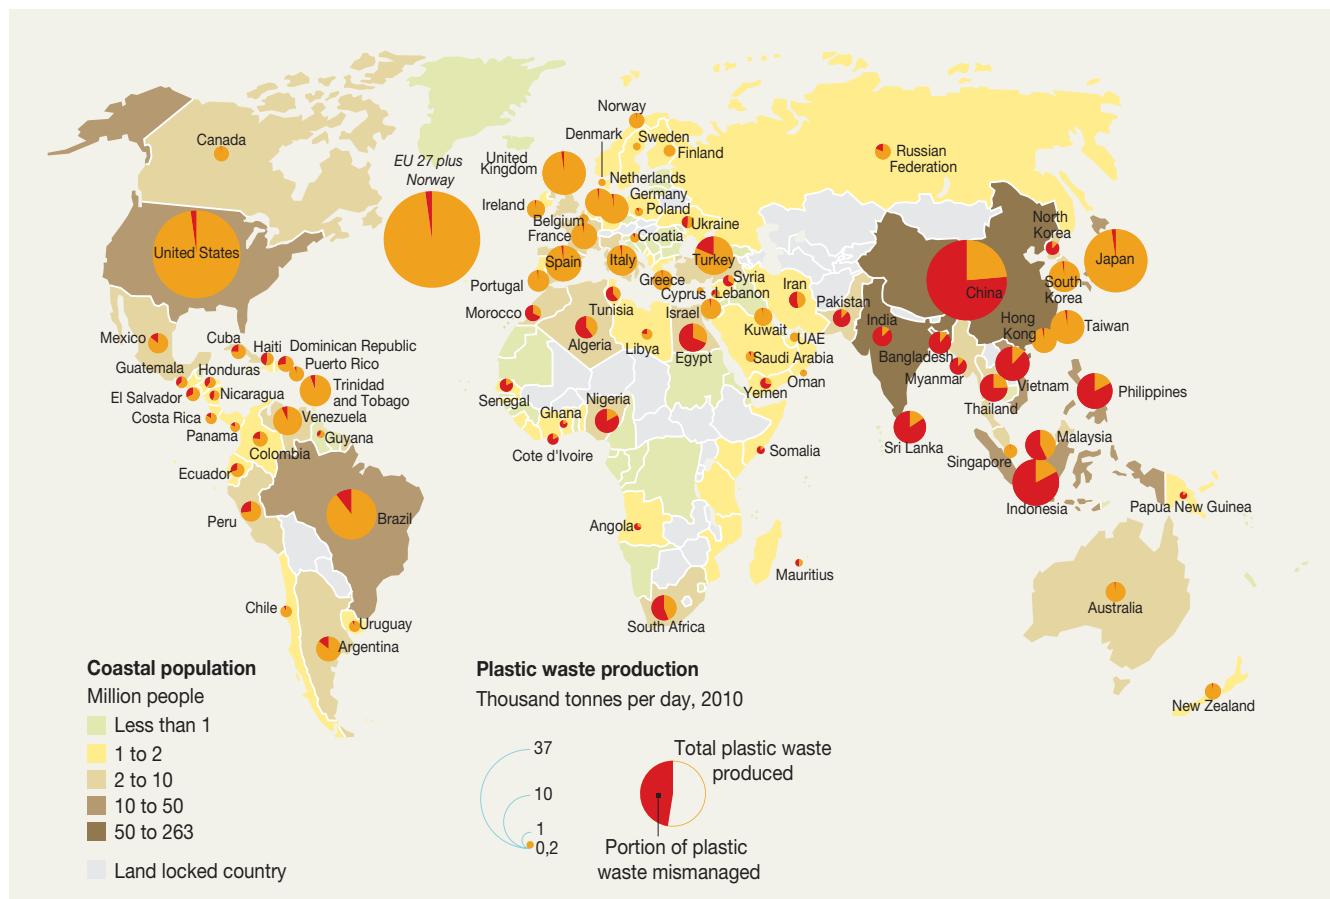 Norway
Denmark
Canada
Sweden
Finland
Russian
Federation
EU 27 plus
Norway
United
Kingdom
Netherlands
Germany
Poland
Ireland
Belgium
France
Ukraine
Croatia
North
Korea
United States
Spain
Italy
Turkey
Japan
Portugal
Greece
Syria
Iran
China
South
Korea
Cyprus
Lebanon
Morocco
Tunisia
Israel
Pakistan
India
Hong
Kong
Taiwan
Mexico
Cuba
Haiti
Dominican Republic
Puerto Rico
Algeria
Libya
Egypt
Kuwait
UAE
Saudi Arabia
Bangladesh
Guatemala
Honduras
Trinidad
and Tobago
Oman
Yemen
Myanmar
Vietnam
Philippines
El Salvador
Nicaragua
Senegal
Ghana
Nigeria
Thailand
Costa Rica
Panama
Venezuela
Guyana
Colombia
Cote d'Ivoire
Somalia
Sri Lanka
Malaysia
Singapore
Ecuador
Indonesia
Papua New Guinea
Peru
Brazil
Angola
Mauritius
Chile
Uruguay
Argentina
South Africa
Australia
New Zealand
Coastal population
Million people
Less than 1
1 to 2
2 to 10
10 to 50
50 to 263
Land locked country
Plastic waste production
Thousand tonnes per day, 2010
37
10
1
0,2
Total plastic waste
produced
Portion of plastic
waste mismanaged